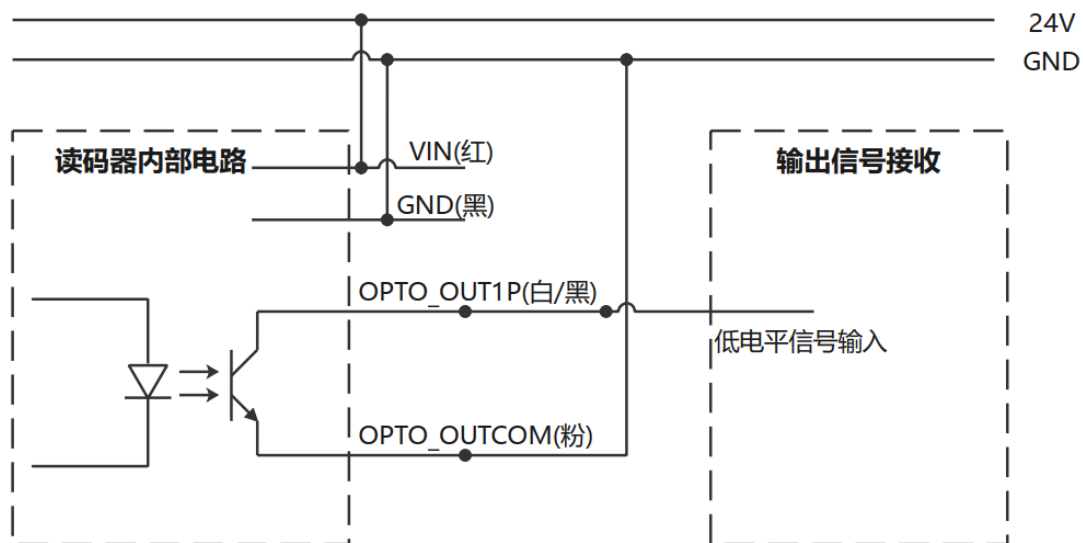 24V
GND
读码器内部电路
VIN(红)
输出信号接收
GND(黑)
OPTO_OUT1P(白/黑)
低电平信号输入
OPTO_OUTCOM(粉)